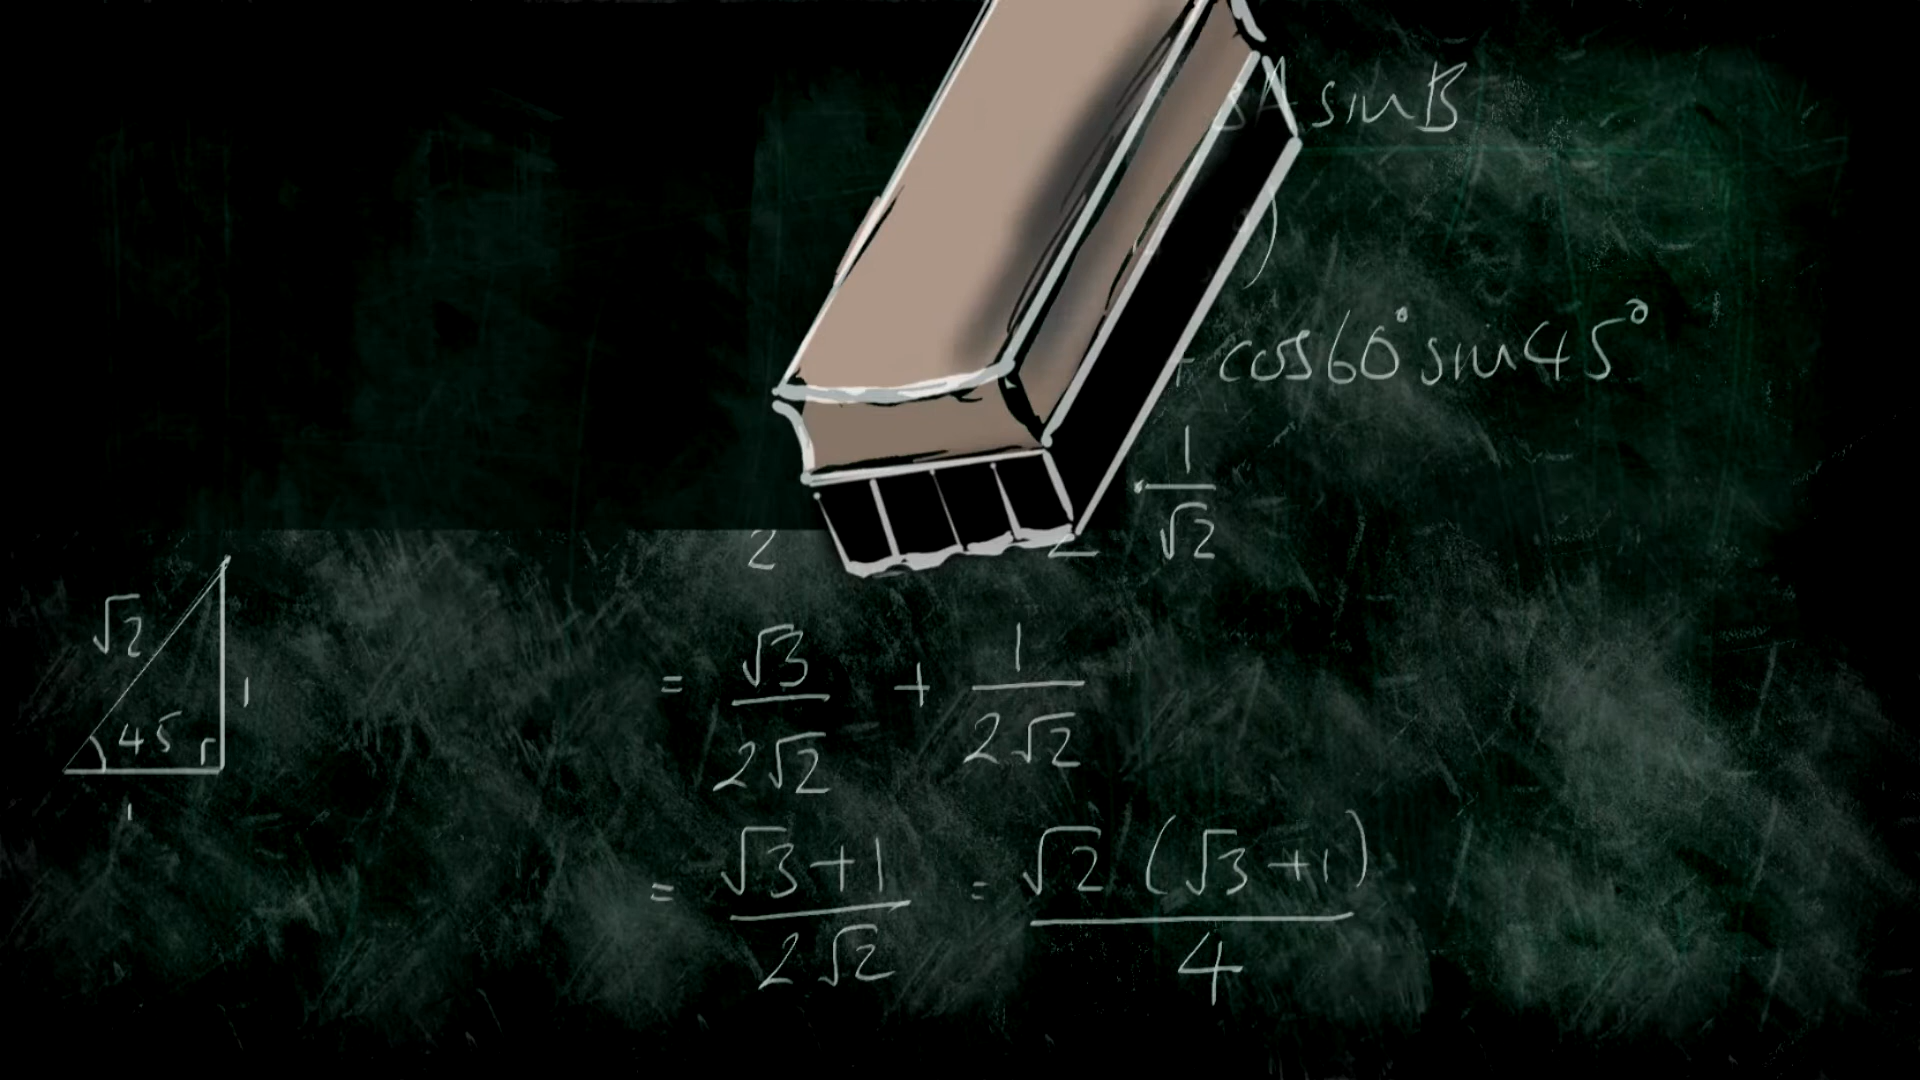 A sin B
)
+ cos60° sin45°
2 2 · 1/√2
√2
1
45
1
= √3/2√2 + 1/2√2
= √3+1/2√2 = √2 (√3+1)/4